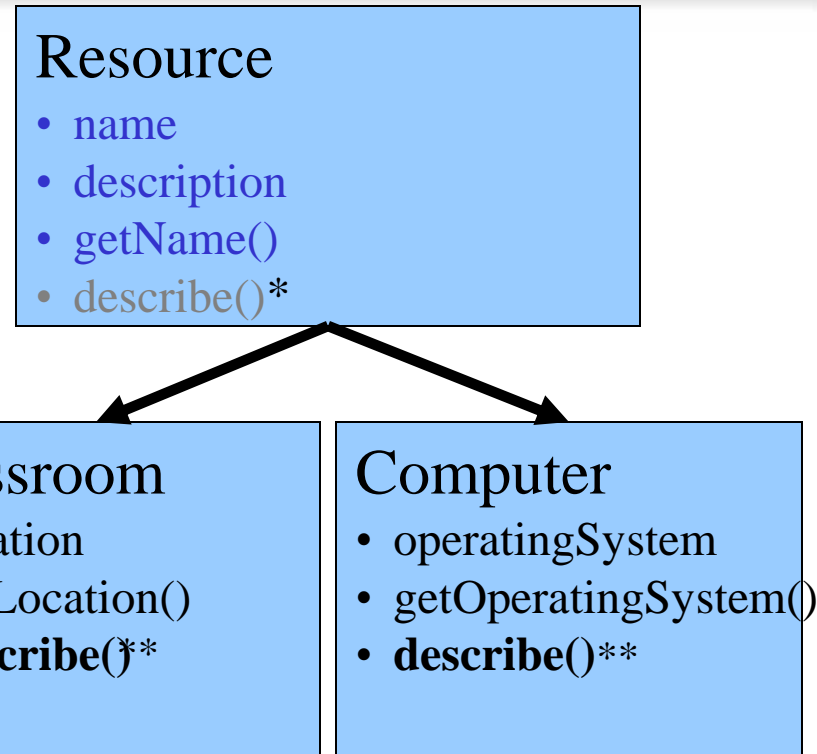 Resource
• name
• description
• getName()
• describe()*
ssroom
ation
Location()
cribe()**
Computer
• operatingSystem
• getOperatingSystem()
• describe()**